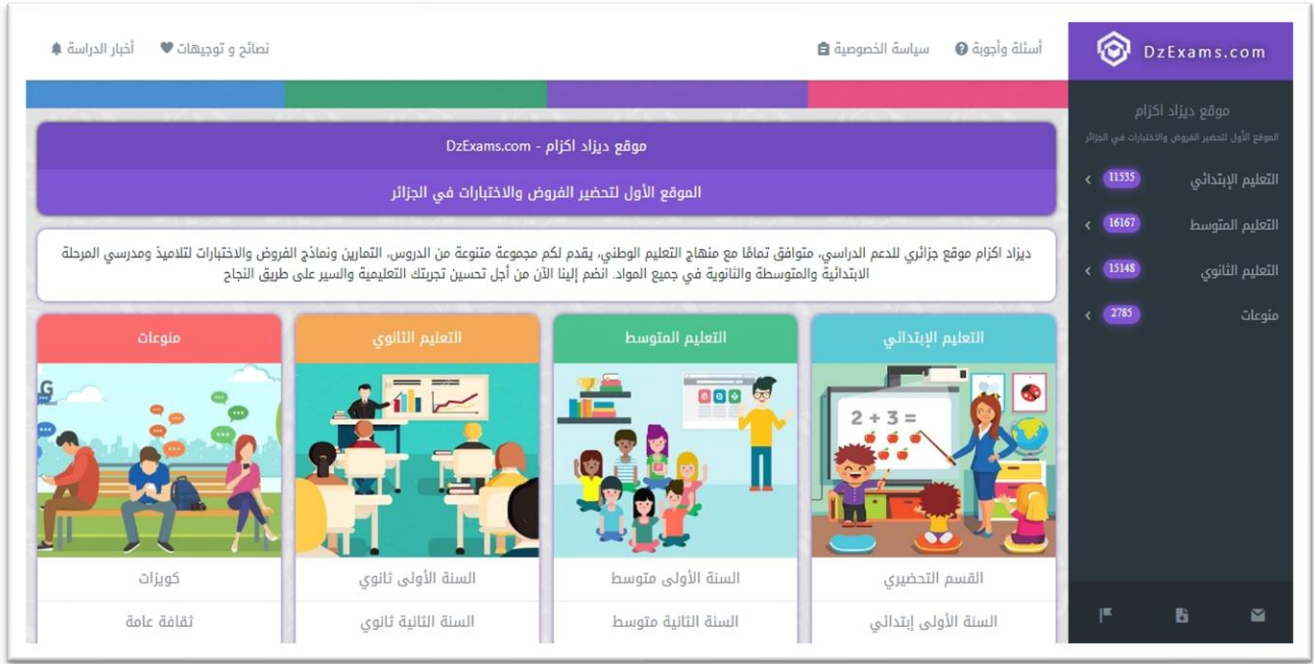 DzExams.com
أسئلة وأجوبة
سياسة الخصوصية
نصائح و توجيهات
أخبار الدراسة
موقع ديزاد اكزام
الموقع الأول لتحضير الفروض والاختبارات في الجزائر
التعليم الإبتدائي 11535
التعليم المتوسط 16167
التعليم الثانوي 15148
منوعات 2785
موقع ديزاد اكزام - DzExams.com
الموقع الأول لتحضير الفروض والاختبارات في الجزائر
ديزاد اكزام موقع جزائري للدعم الدراسي، متوافق تمامًا مع منهاج التعليم الوطني، يقدم لكم مجموعة متنوعة من الدروس، التمارين ونماذج الفروض والاختبارات لتلاميذ ومدرسي المرحلة
الابتدائية والمتوسطة والثانوية في جميع المواد. انضم إلينا الآن من أجل تحسين تجربتك التعليمية والسير على طريق النجاح
التعليم الإبتدائي
2 + 3 =
القسم التحضيري
السنة الأولى إبتدائي
التعليم المتوسط
السنة الأولى متوسط
السنة الثانية متوسط
التعليم الثانوي
السنة الأولى ثانوي
السنة الثانية ثانوي
منوعات
G
كويزات
ثقافة عامة